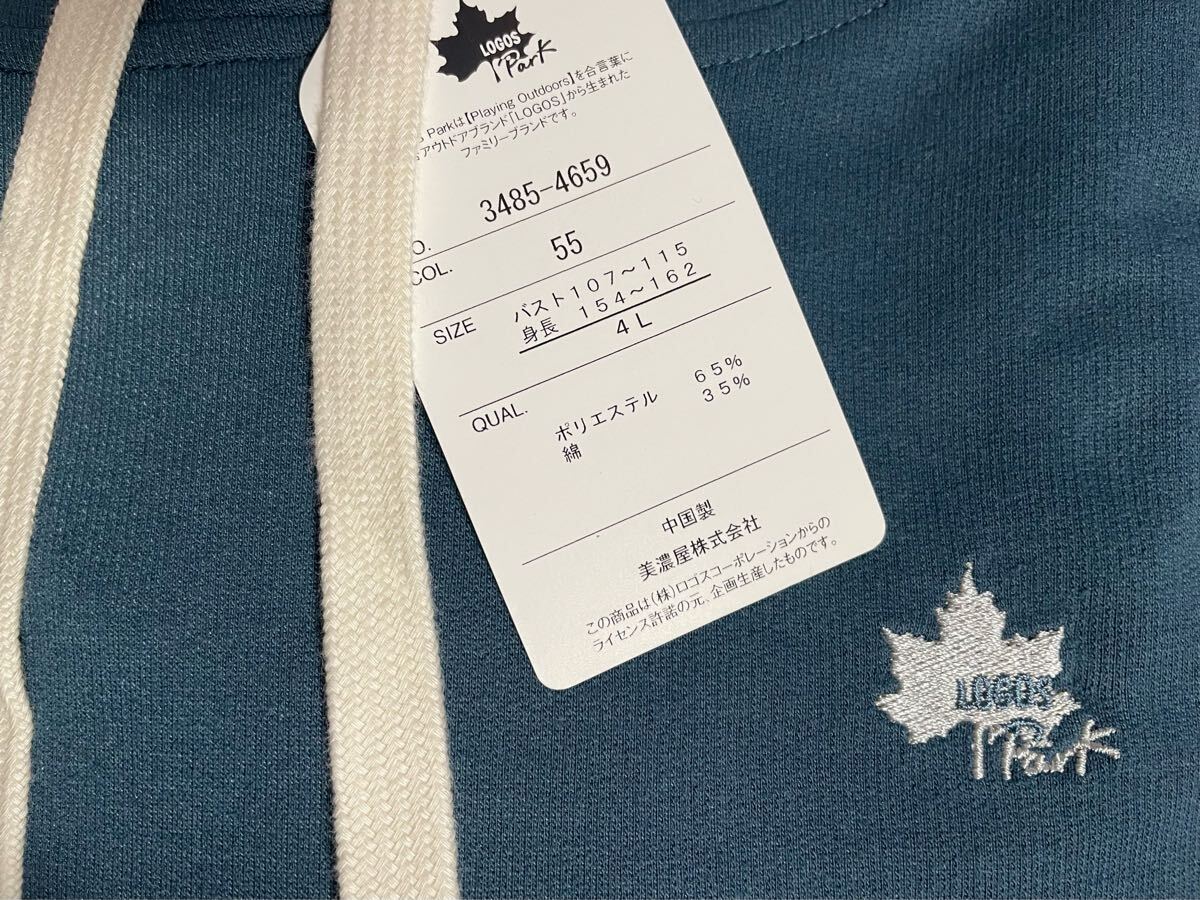 LOGOS
Park
Parkは【Playing Outdoors】を合言葉に
アウトドアブランド「LOGOS」から生まれた
ファミリーブランドです。
O. 3485-4659
COL. 55
SIZE バスト107～115
身長 154～162
4L
QUAL.
ポリエステル 65%
綿 35%
中国製
美濃屋株式会社
この商品は(株)ロゴスコーポレーションからの
ライセンス許諾の元、企画生産したものです。
LOGOS
Park